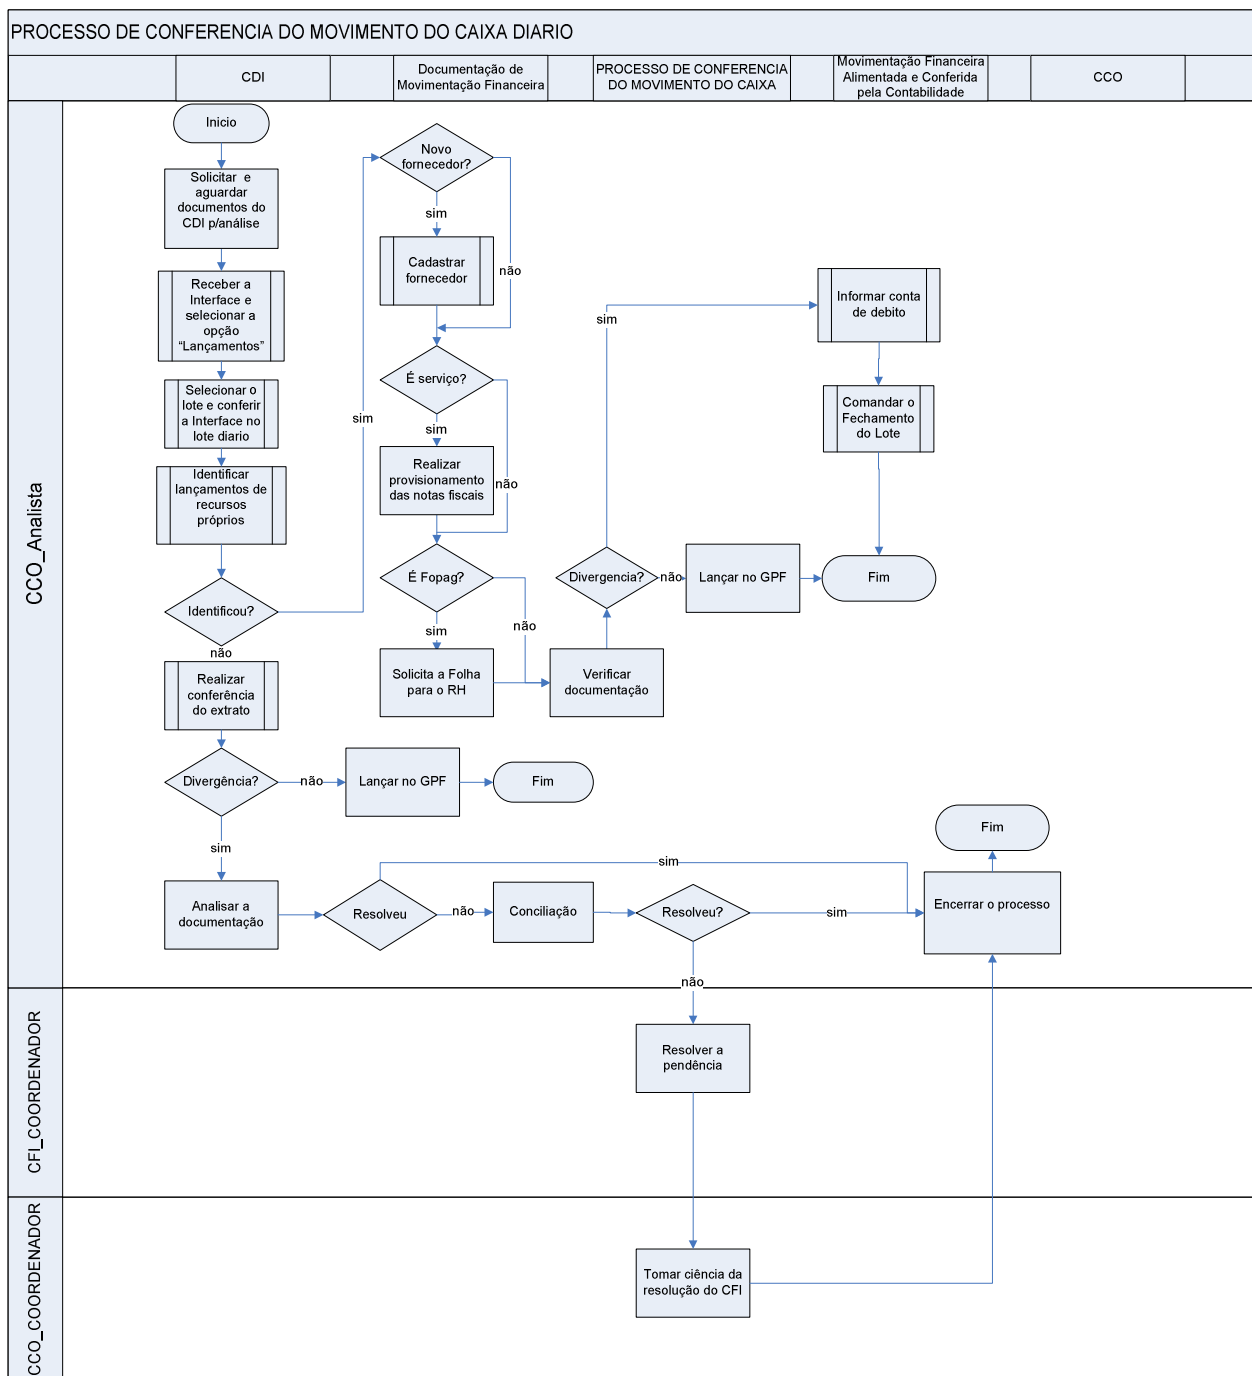 PROCESSO DE CONFERENCIA DO MOVIMENTO DO CAIXA DIARIO
CDI
Documentação de
Movimentação Financeira
PROCESSO DE CONFERENCIA
DO MOVIMENTO DO CAIXA
Movimentação Financeira
Alimentada e Conferida
pela Contabilidade
CCO
CCO_Analista
Inicio
Solicitar e
aguardar
documentos do
CDI p/análise
Receber a
Interface e
selecionar a
opção
“Lançamentos”
Selecionar o
lote e conferir
a Interface no
lote diario
Identificar
lançamentos de
recursos
próprios
Identificou?
sim
não
Realizar
conferência
do extrato
Divergência?
não
Lançar no GPF
Fim
sim
Analisar a
documentação
Resolveu
sim
não
Conciliação
Resolveu?
sim
não
Encerrar o processo
Fim
Novo
fornecedor?
sim
não
Cadastrar
fornecedor
É serviço?
sim
não
Realizar
provisionamento
das notas fiscais
É Fopag?
sim
não
Solicita a Folha
para o RH
Verificar
documentação
Divergencia?
sim
não
Lançar no GPF
Informar conta
de debito
Comandar o
Fechamento
do Lote
Fim
CFI_COORDENADOR
Resolver a
pendência
CCO_COORDENADOR
Tomar ciência da
resolução do CFI